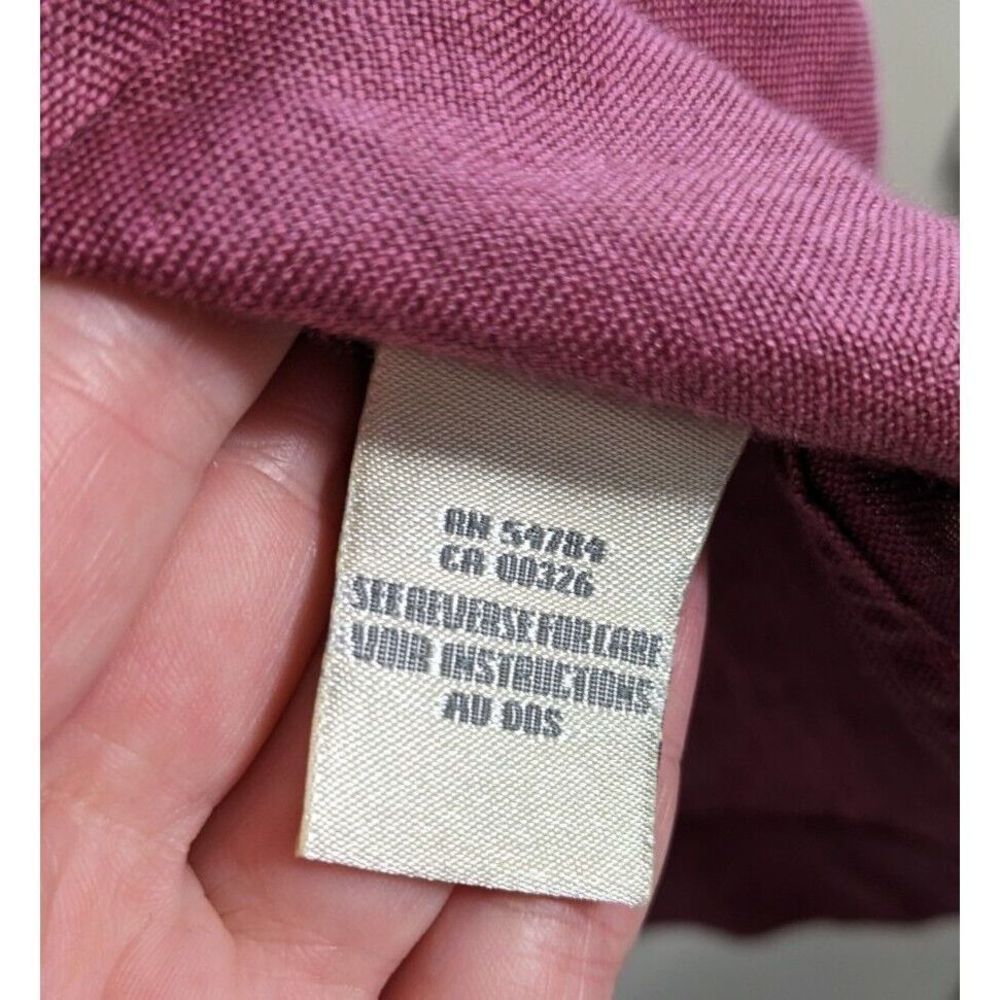 RN 54784
CA 00326
SEE REVERSE FOR CARE
VOIR INSTRUCTIONS
AU DOS